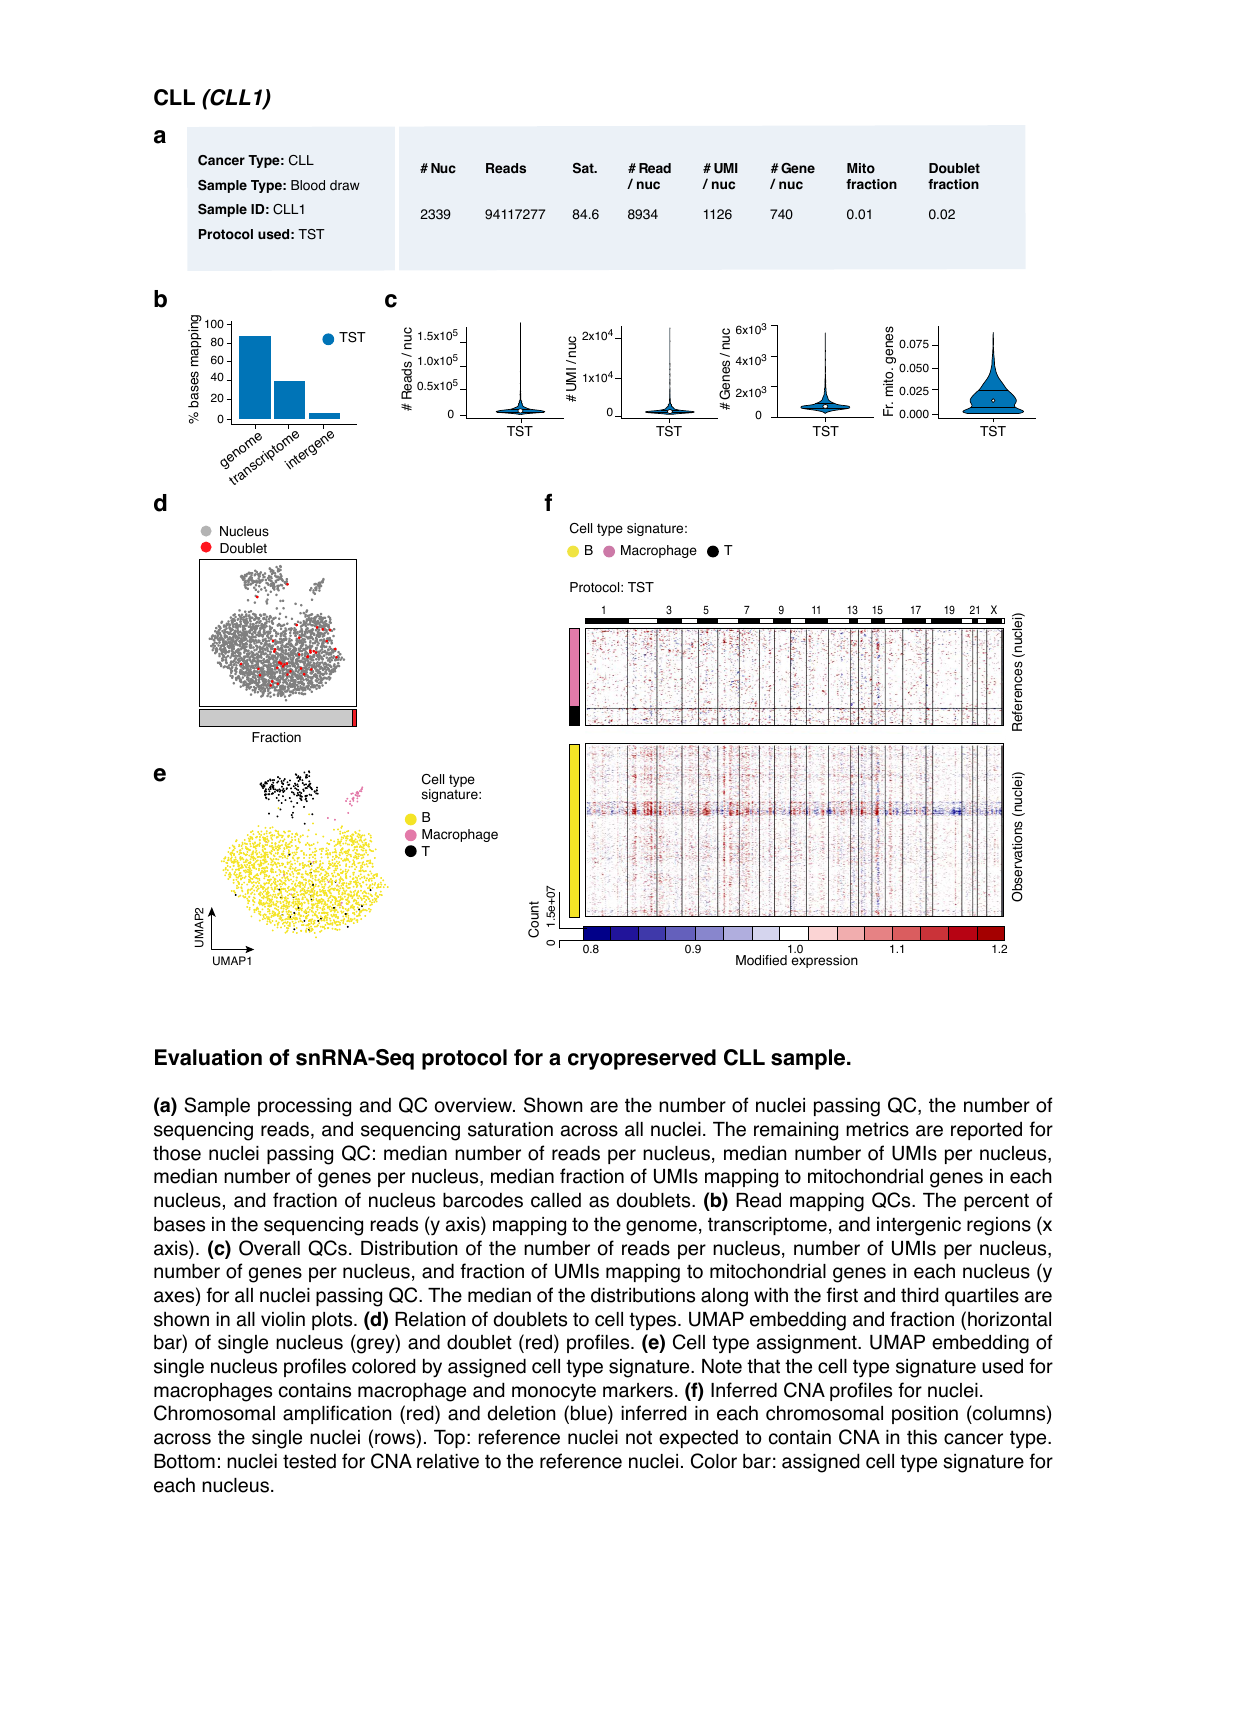 CLL (CLL1)
a
Cancer Type: CLL
Sample Type: Blood draw
Sample ID: CLL1
Protocol used: TST
# Nuc Reads Sat. # Read / nuc # UMI / nuc # Gene / nuc Mito fraction Doublet fraction
2339 94117277 84.6 8934 1126 740 0.01 0.02
b
% bases mapping
100
80
60
40
20
0
TST
genome
transcriptome
intergene
c
# Reads / nuc
1.5x10⁵
1.0x10⁵
0.5x10⁵
0
TST
# UMI / nuc
2x10⁴
1x10⁴
0
TST
# Genes / nuc
6x10³
4x10³
2x10³
0
TST
Fr. mito. genes
0.075
0.050
0.025
0.000
TST
d
Nucleus
Doublet
Fraction
e
Cell type
signature:
B
Macrophage
T
UMAP2
UMAP1
f
Cell type signature:
B Macrophage T
Protocol: TST
1 3 5 7 9 11 13 15 17 19 21 X
References (nuclei)
Observations (nuclei)
Count
0 1.5e+07
0.8 0.9 1.0 1.1 1.2
Modified expression
Evaluation of snRNA-Seq protocol for a cryopreserved CLL sample.
(a) Sample processing and QC overview. Shown are the number of nuclei passing QC, the number of
sequencing reads, and sequencing saturation across all nuclei. The remaining metrics are reported for
those nuclei passing QC: median number of reads per nucleus, median number of UMIs per nucleus,
median number of genes per nucleus, median fraction of UMIs mapping to mitochondrial genes in each
nucleus, and fraction of nucleus barcodes called as doublets. (b) Read mapping QCs. The percent of
bases in the sequencing reads (y axis) mapping to the genome, transcriptome, and intergenic regions (x
axis). (c) Overall QCs. Distribution of the number of reads per nucleus, number of UMIs per nucleus,
number of genes per nucleus, and fraction of UMIs mapping to mitochondrial genes in each nucleus (y
axes) for all nuclei passing QC. The median of the distributions along with the first and third quartiles are
shown in all violin plots. (d) Relation of doublets to cell types. UMAP embedding and fraction (horizontal
bar) of single nucleus (grey) and doublet (red) profiles. (e) Cell type assignment. UMAP embedding of
single nucleus profiles colored by assigned cell type signature. Note that the cell type signature used for
macrophages contains macrophage and monocyte markers. (f) Inferred CNA profiles for nuclei.
Chromosomal amplification (red) and deletion (blue) inferred in each chromosomal position (columns)
across the single nuclei (rows). Top: reference nuclei not expected to contain CNA in this cancer type.
Bottom: nuclei tested for CNA relative to the reference nuclei. Color bar: assigned cell type signature for
each nucleus.